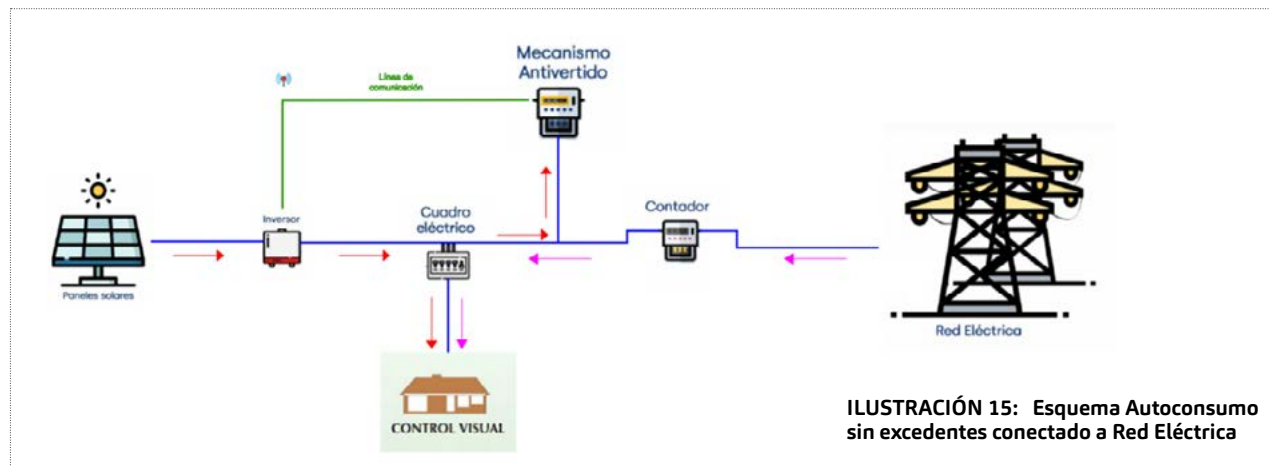 Mecanismo
Antivertido
Línea de
comunicación
Inversor
Cuadro
eléctrico
Contador
Paneles solares
Red Eléctrica
CONTROL VISUAL
ILUSTRACIÓN 15: Esquema Autoconsumo
sin excedentes conectado a Red Eléctrica